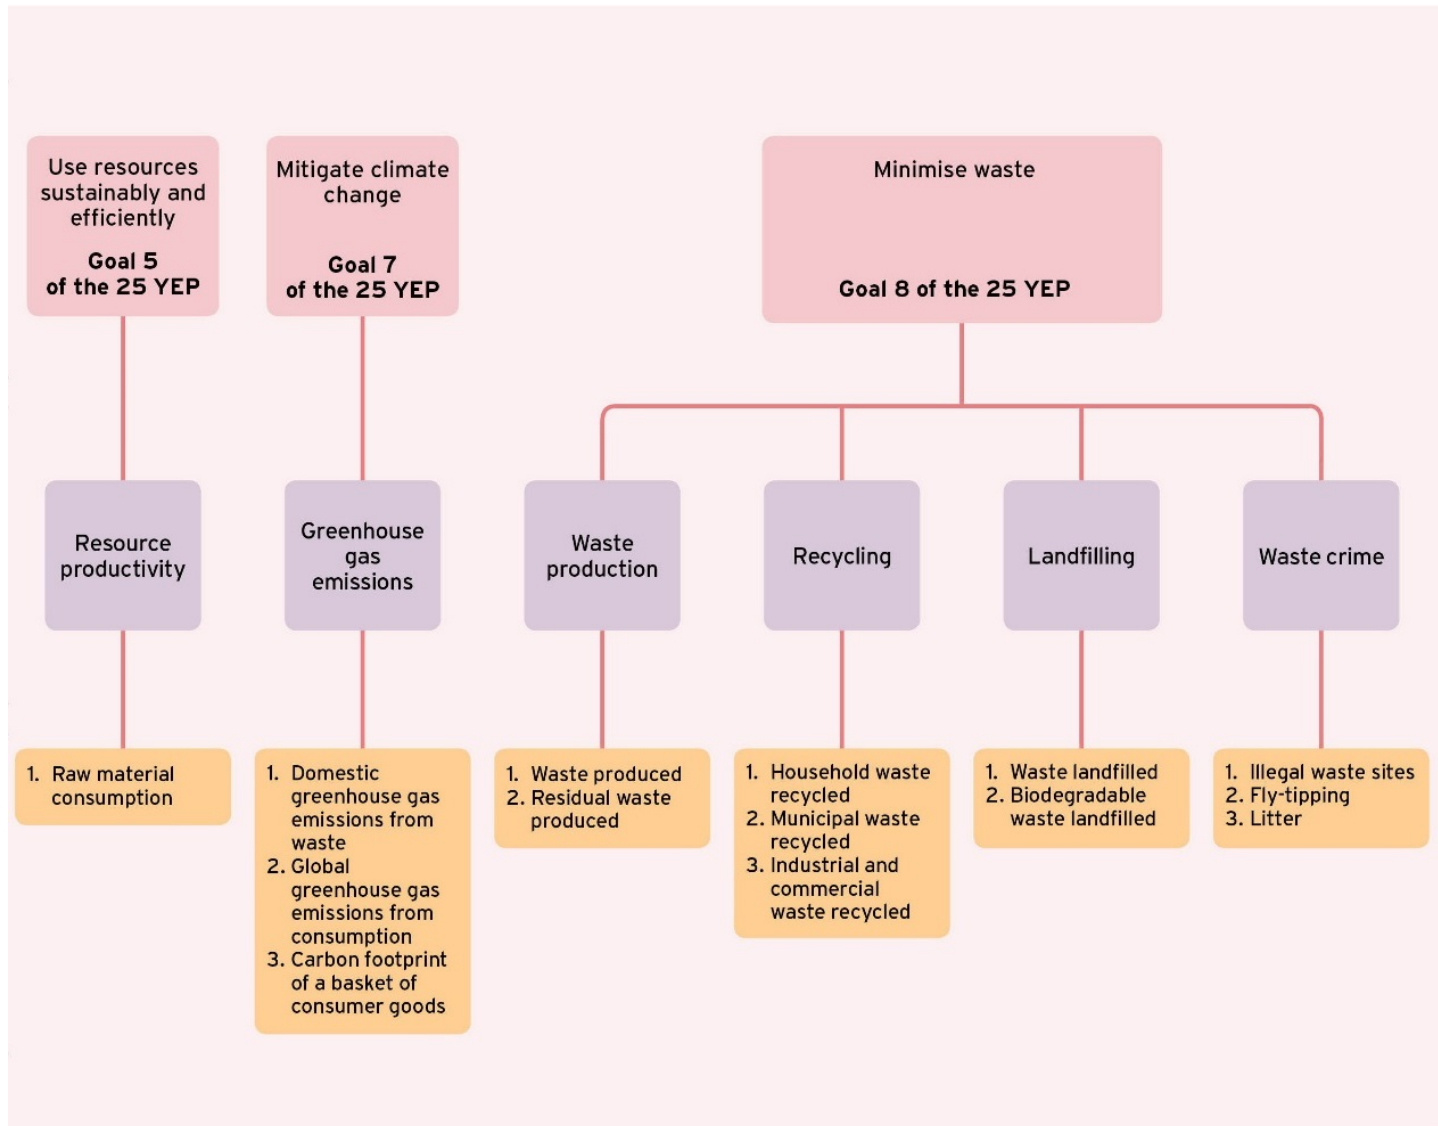 Use resources
sustainably and
efficiently
Goal 5
of the 25 YEP
Mitigate climate
change
Goal 7
of the 25 YEP
Minimise waste
Goal 8 of the 25 YEP
Resource
productivity
Greenhouse
gas
emissions
Waste
production
Recycling
Landfilling
Waste crime
1. Raw material
consumption
1. Domestic
greenhouse gas
emissions from
waste
2. Global
greenhouse gas
emissions from
consumption
3. Carbon footprint
of a basket of
consumer goods
1. Waste produced
2. Residual waste
produced
1. Household waste
recycled
2. Municipal waste
recycled
3. Industrial and
commercial
waste recycled
1. Waste landfilled
2. Biodegradable
waste landfilled
1. Illegal waste sites
2. Fly-tipping
3. Litter